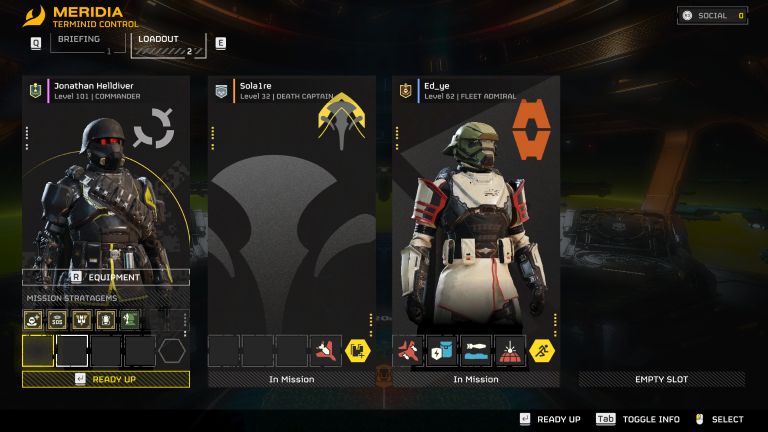 MERIDIA
TERMINID CONTROL
SOCIAL 0
Q
BRIEFING
1
LOADOUT
2
E
Jonathan Helldiver
Level 101 | COMMANDER
Sola1re
Level 32 | DEATH CAPTAIN
Ed_ye
Level 62 | FLEET ADMIRAL
R EQUIPMENT
MISSION STRATAGEMS
SOS
READY UP
In Mission
In Mission
EMPTY SLOT
READY UP
Tab TOGGLE INFO
SELECT